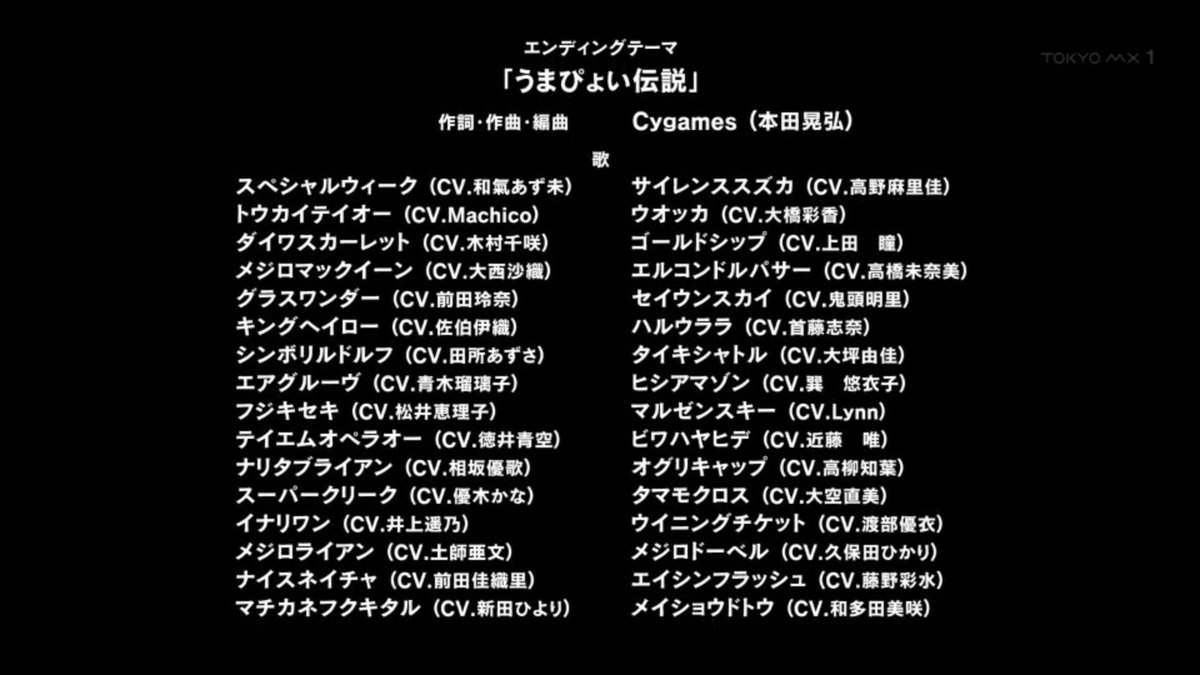 エンディングテーマ
TOKYO MX 1
「うまぴょい伝説」
作詞・作曲・編曲 Cygames（本田晃弘）
歌
スペシャルウィーク（CV.和氣あず未） サイレンススズカ（CV.高野麻里佳）
トウカイテイオー（CV.Machico） ウオッカ（CV.大橋彩香）
ダイワスカーレット（CV.木村千咲） ゴールドシップ（CV.上田　瞳）
メジロマックイーン（CV.大西沙織） エルコンドルパサー（CV.高橋未奈美）
グラスワンダー（CV.前田玲奈） セイウンスカイ（CV.鬼頭明里）
キングヘイロー（CV.佐伯伊織） ハルウララ（CV.首藤志奈）
シンボリルドルフ（CV.田所あずさ） タイキシャトル（CV.大坪由佳）
エアグルーヴ（CV.青木瑠璃子） ヒシアマゾン（CV.巽　悠衣子）
フジキセキ（CV.松井恵理子） マルゼンスキー（CV.Lynn）
テイエムオペラオー（CV.徳井青空） ビワハヤヒデ（CV.近藤　唯）
ナリタブライアン（CV.相坂優歌） オグリキャップ（CV.高柳知葉）
スーパークリーク（CV.優木かな） タマモクロス（CV.大空直美）
イナリワン（CV.井上遥乃） ウイニングチケット（CV.渡部優衣）
メジロライアン（CV.土師亜文） メジロドーベル（CV.久保田ひかり）
ナイスネイチャ（CV.前田佳織里） エイシンフラッシュ（CV.藤野彩水）
マチカネフクキタル（CV.新田ひより） メイショウドトウ（CV.和多田美咲）